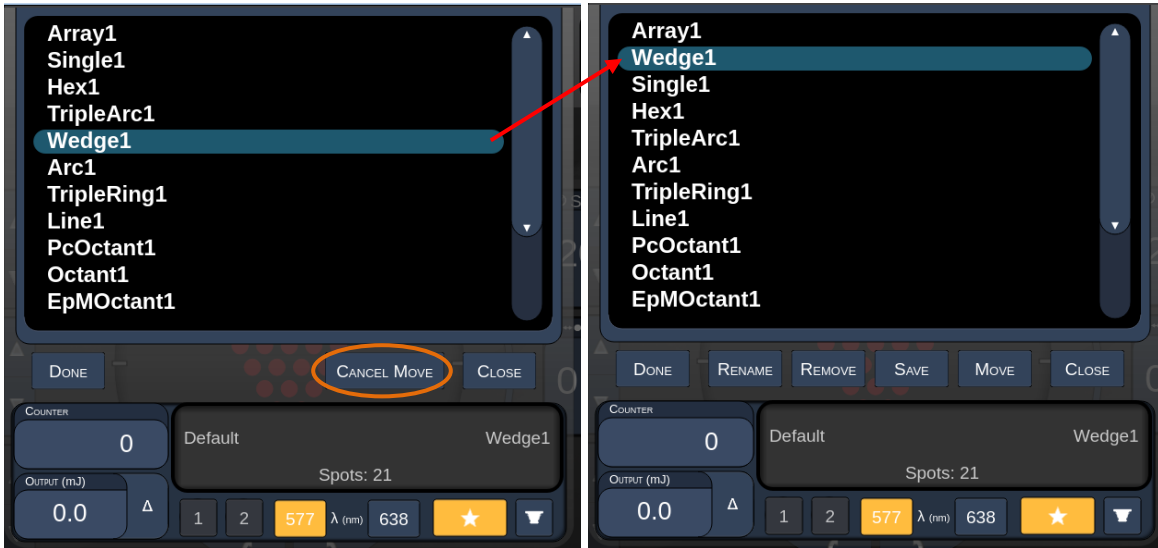 Array1
Single1
Hex1
TripleArc1
Wedge1
Arc1
TripleRing1
Line1
PcOctant1
Octant1
EpMOctant1
DONE
CANCEL MOVE
CLOSE
COUNTER
0
Default
Wedge1
Spots: 21
OUTPUT (mJ)
0.0
Δ
1
2
577
λ (nm)
638
Array1
Wedge1
Single1
Hex1
TripleArc1
Arc1
TripleRing1
Line1
PcOctant1
Octant1
EpMOctant1
DONE
RENAME
REMOVE
SAVE
MOVE
CLOSE
COUNTER
0
Default
Wedge1
Spots: 21
OUTPUT (mJ)
0.0
Δ
1
2
577
λ (nm)
638